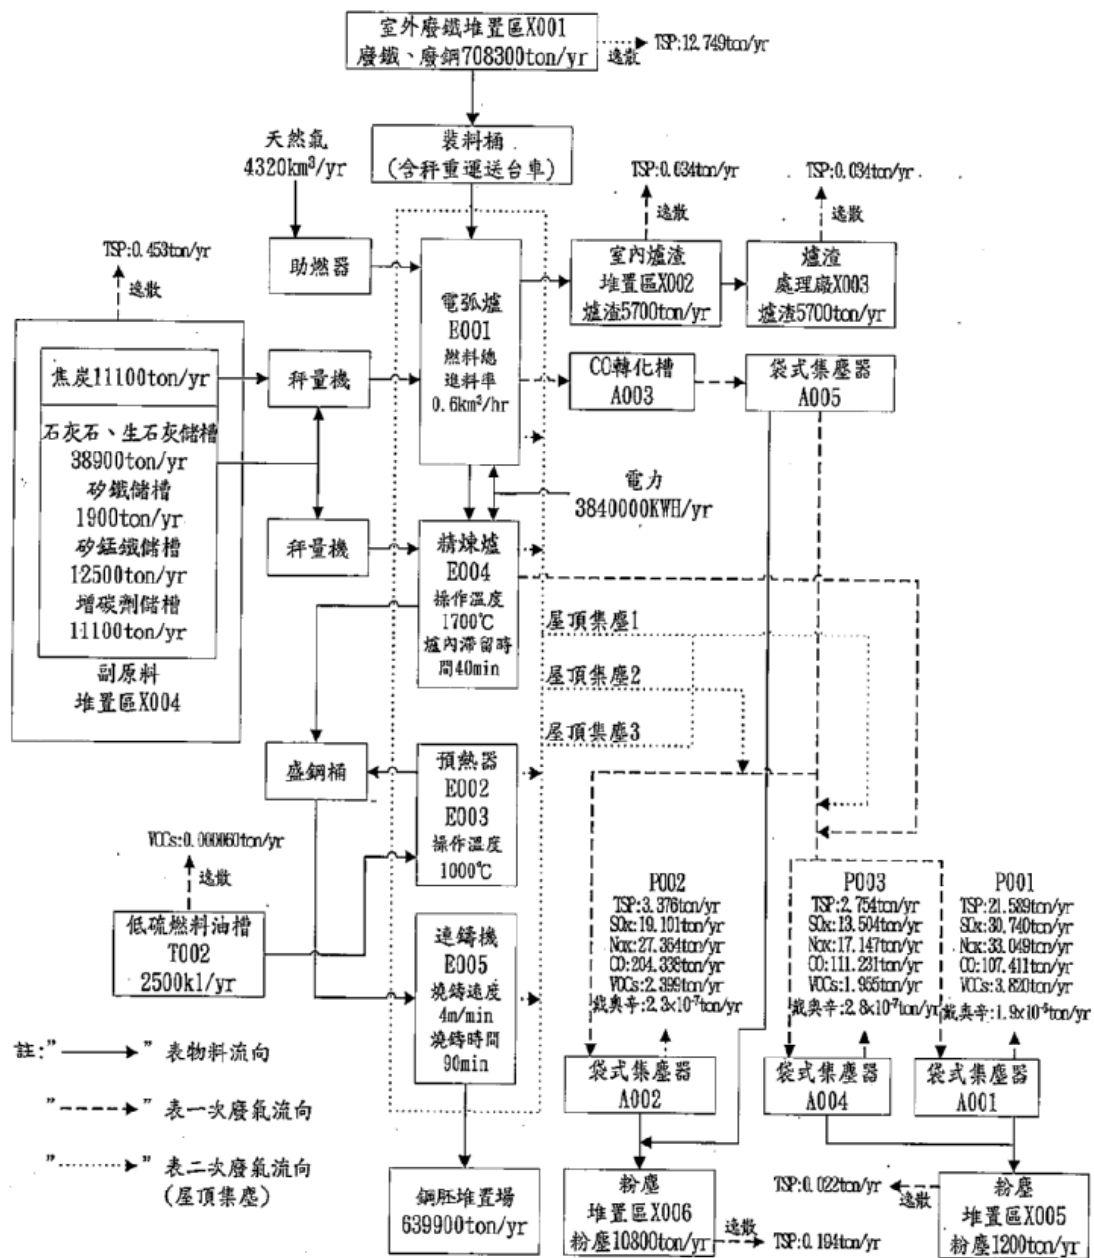 室外廢鐵堆置區X001
廢鐵、廢鋼708300ton/yr
逸散
TSP:12.749ton/yr
天然氣
4320km³/yr
裝料桶
(含秤重運送台車)
TSP:0.034ton/yr
逸散
TSP:0.034ton/yr
逸散
TSP:0.453ton/yr
逸散
助燃器
電弧爐
E001
燃料總
進料率
0.6km³/hr
室內爐渣
堆置區X002
爐渣5700ton/yr
爐渣
處理廠X003
爐渣5700ton/yr
焦炭11100ton/yr
秤量機
CO轉化槽
A003
袋式集塵器
A005
石灰石、生石灰儲槽
38900ton/yr
矽鐵儲槽
1900ton/yr
矽錳鐵儲槽
12500ton/yr
增碳劑儲槽
11100ton/yr
副原料
堆置區X004
電力
3840000KWH/yr
秤量機
精煉爐
E004
操作溫度
1700℃
爐內滯留時
間40min
屋頂集塵1
屋頂集塵2
屋頂集塵3
盛鋼桶
預熱器
E002
E003
操作溫度
1000℃
VOCs:0.000060ton/yr
逸散
低硫燃料油槽
T002
2500kl/yr
連鑄機
E005
燒鑄速度
4m/min
燒鑄時間
90min
P002
TSP:3.376ton/yr
SOx:19.101ton/yr
Nox:27.364ton/yr
CO:204.338ton/yr
VOCs:2.399ton/yr
戴奧辛:2.3x10⁻⁷ton/yr
P003
TSP:2.754ton/yr
SOx:13.504ton/yr
Nox:17.147ton/yr
CO:111.231ton/yr
VOCs:1.955ton/yr
戴奧辛:2.8x10⁻⁷ton/yr
P001
TSP:21.589ton/yr
SOx:30.740ton/yr
Nox:33.049ton/yr
CO:107.411ton/yr
VOCs:3.820ton/yr
戴奧辛:1.9x10⁻⁵ton/yr
袋式集塵器
A002
袋式集塵器
A004
袋式集塵器
A001
註:"——▶" 表物料流向
"-----▶" 表一次廢氣流向
"......▶" 表二次廢氣流向
(屋頂集塵)
鋼胚堆置場
639900ton/yr
粉塵
堆置區X006
粉塵10800ton/yr
逸散
TSP:0.194ton/yr
TSP:0.022ton/yr
逸散
粉塵
堆置區X005
粉塵1200ton/yr